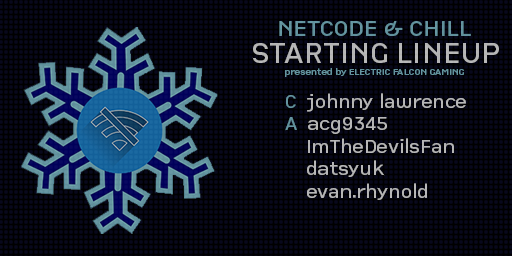 NETCODE & CHILL
STARTING LINEUP
presented by ELECTRIC FALCON GAMING
C johnny lawrence
A acg9345
ImTheDevilsFan
datsyuk
evan.rhynold